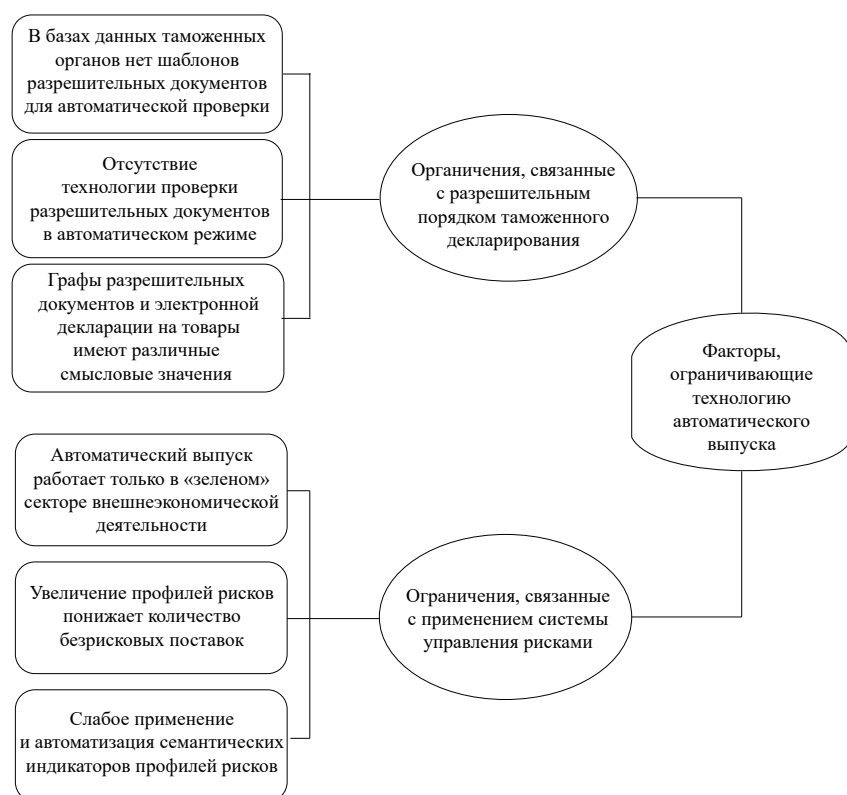 В базах данных таможенных
органов нет шаблонов
разрешительных документов
для автоматической проверки
Отсутствие
технологии проверки
разрешительных документов
в автоматическом режиме
Графы разрешительных
документов и электронной
декларации на товары
имеют различные
смысловые значения
Органичения, связанные
с разрешительным
порядком таможенного
декларирования
Факторы,
ограничивающие
технологию
автоматического
выпуска
Автоматический выпуск
работает только в «зеленом»
секторе внешнеэкономической
деятельности
Увеличение профилей рисков
понижает количество
безрисковых поставок
Слабое применение
и автоматизация семантических
индикаторов профилей рисков
Ограничения, связанные
с применением системы
управления рисками